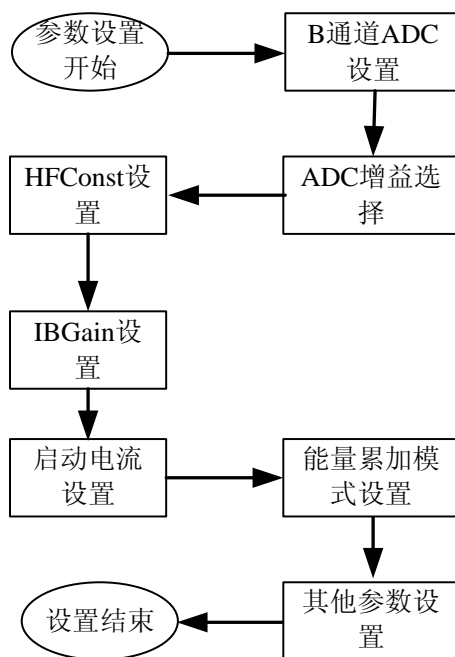 参数设置
开始
B通道ADC
设置
ADC增益选
择
HFConst设
置
IBGain设
置
启动电流
设置
能量累加模
式设置
其他参数设
置
设置结束